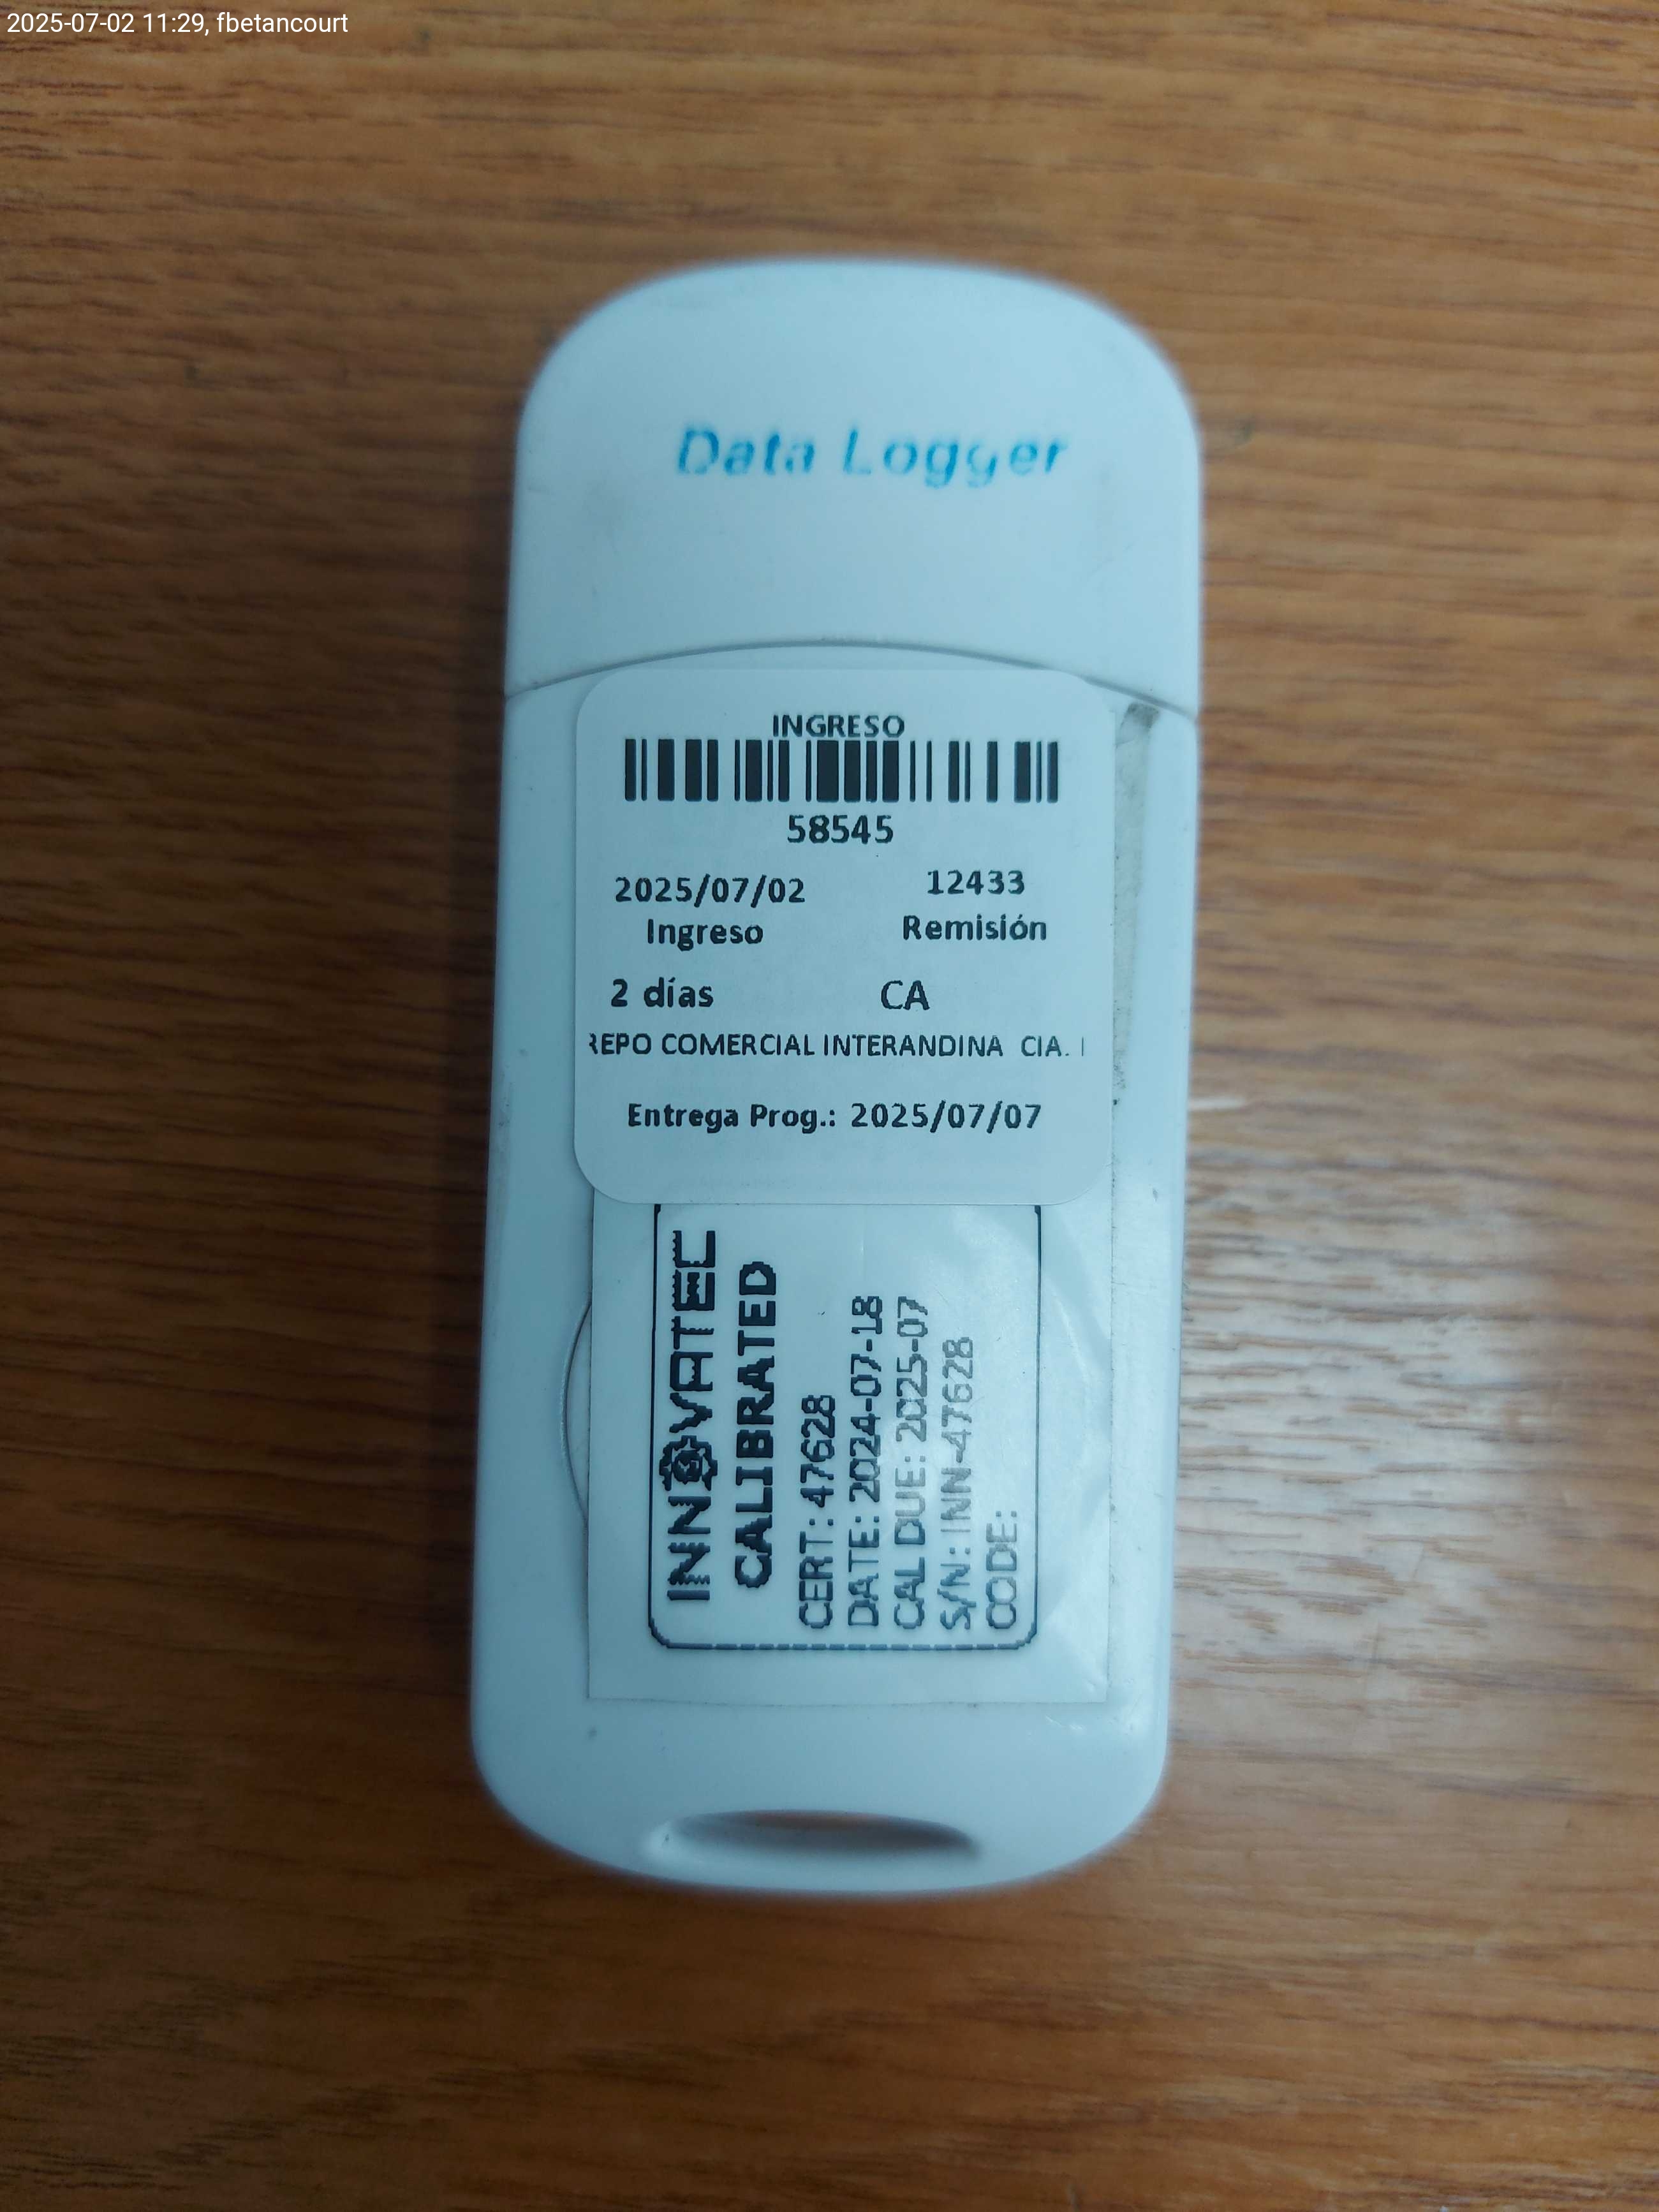 2025-07-02 11:29, fbetancourt
Data Logger
INGRESO
58545
2025/07/02 12433
Ingreso Remisión
2 días CA
REPO COMERCIAL INTERANDINA CIA.
Entrega Prog.: 2025/07/07
INNOVATEC
CALIBRATED
CERT: 47628
DATE: 2024-07-18
CAL DUE: 2025-07
S/N: INN-47628
CODE: